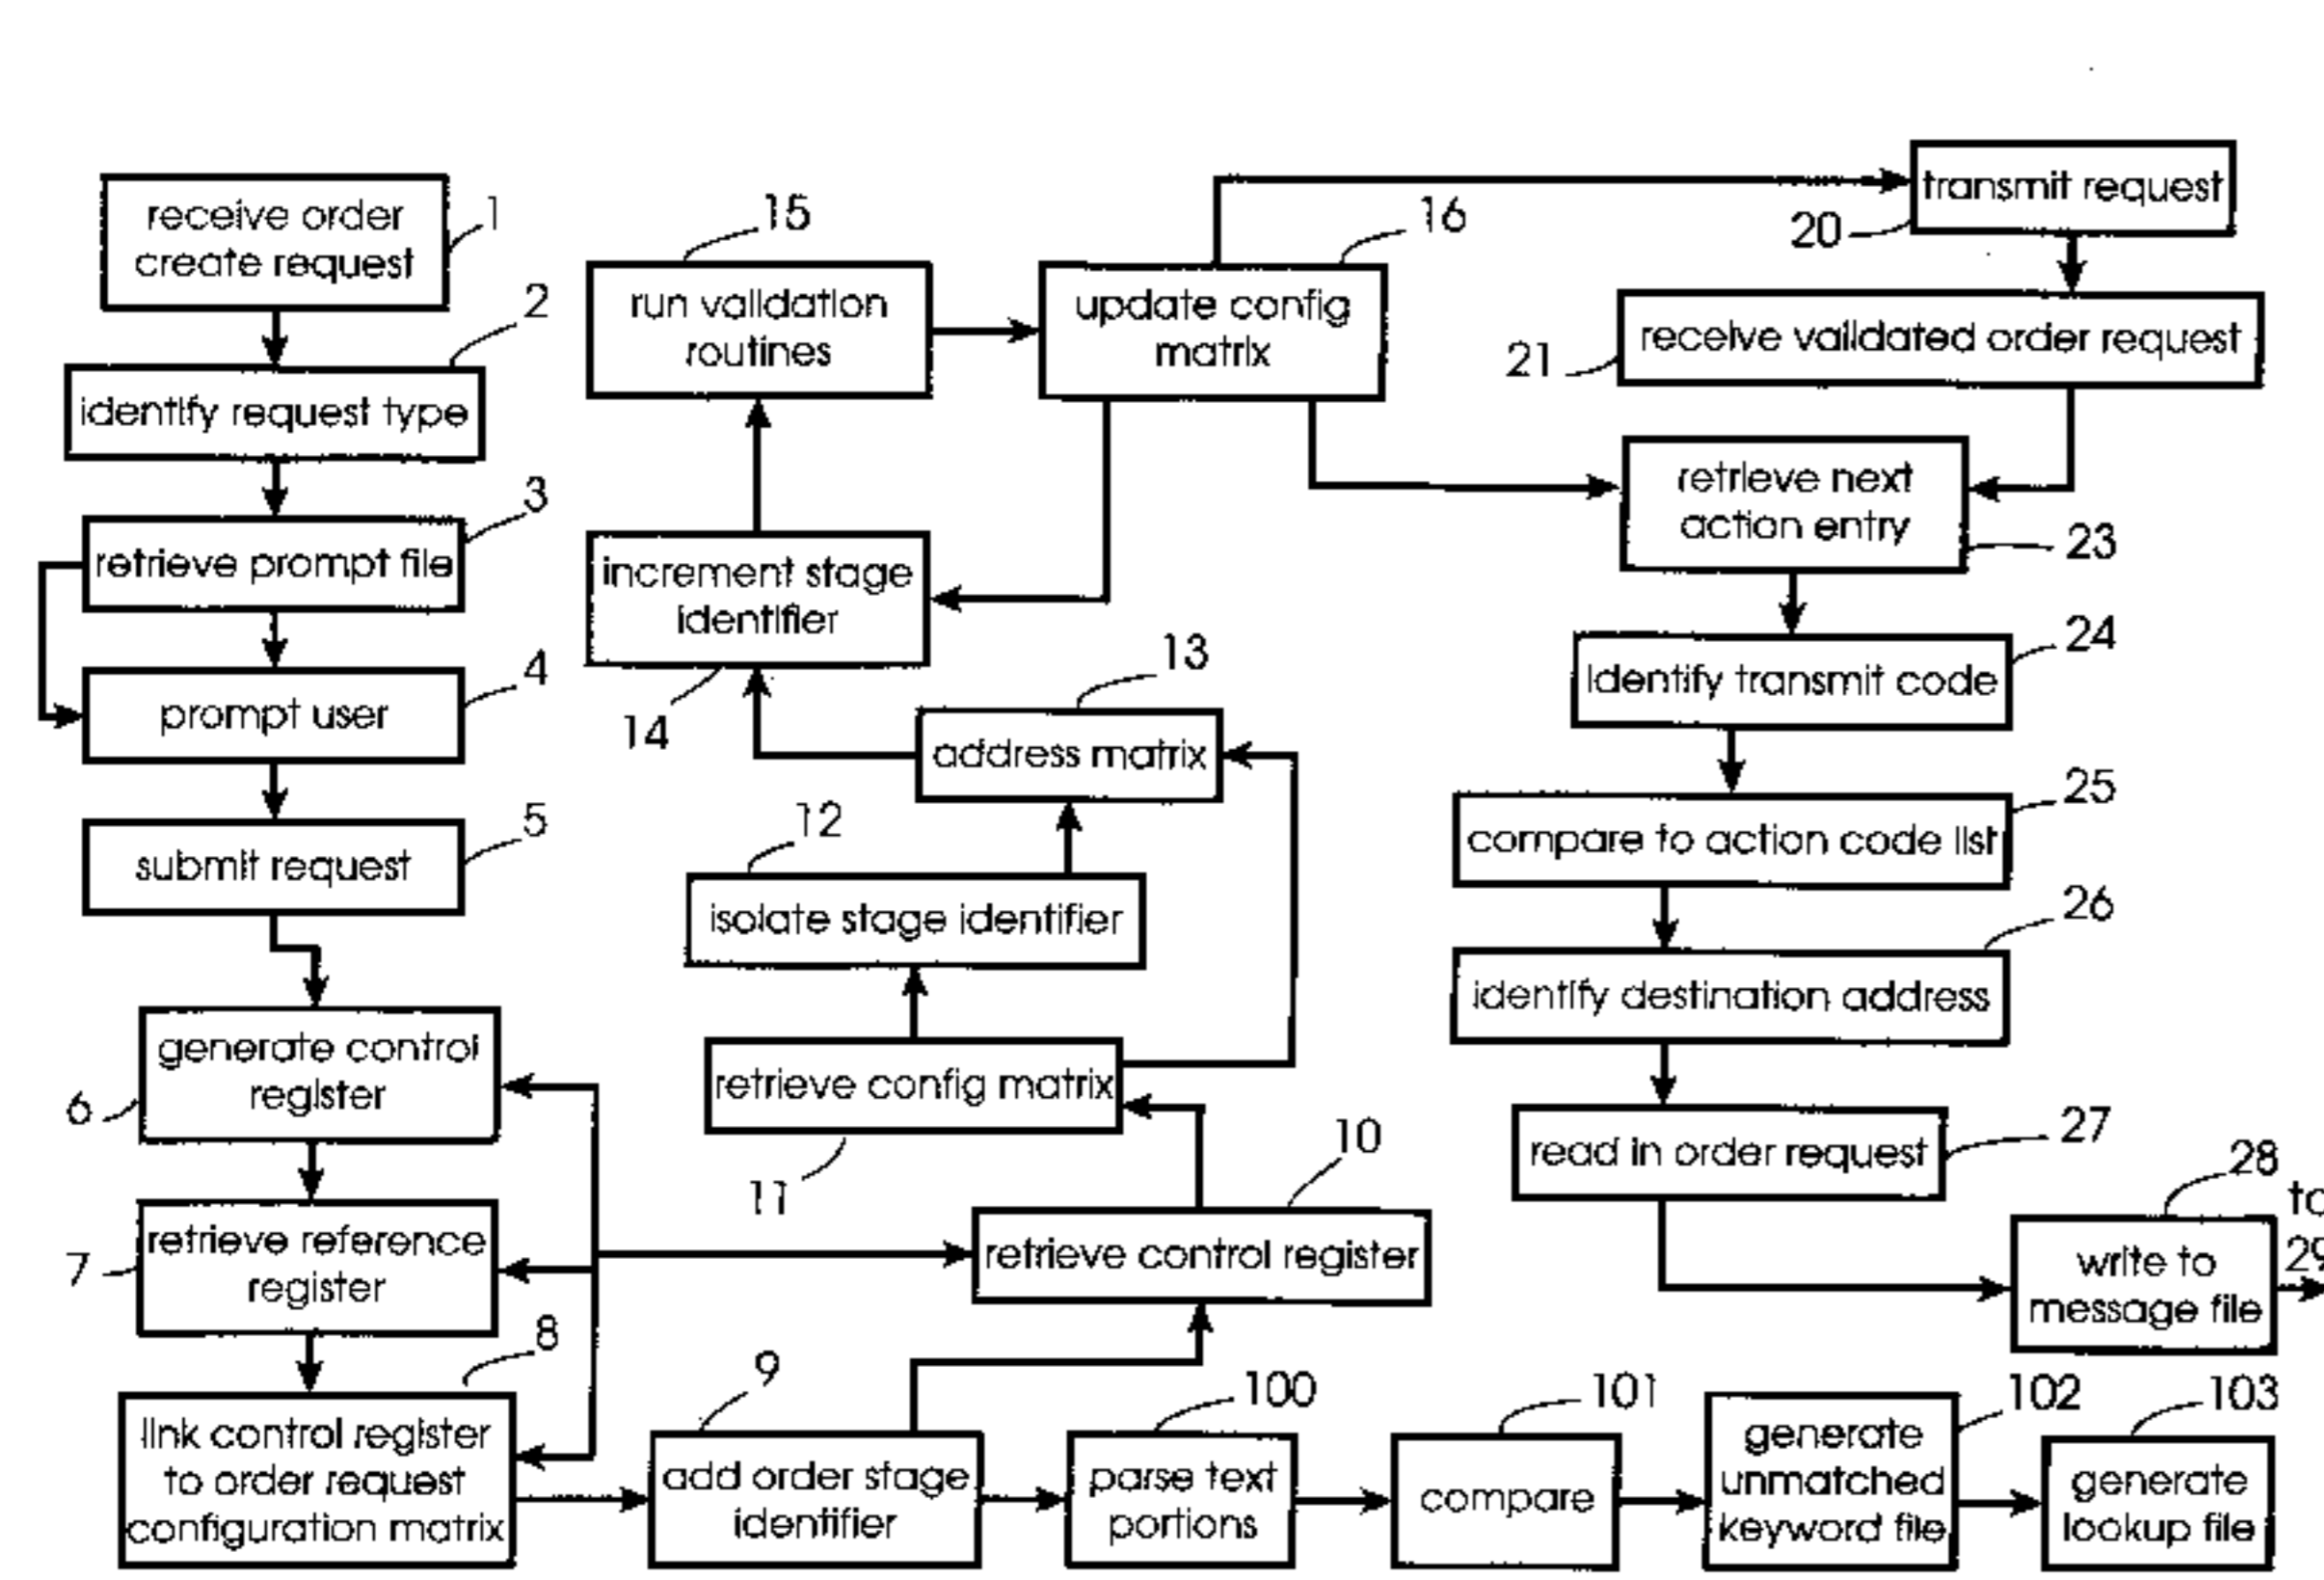 receive order
create request
1
identify request type
2
retrieve prompt file
3
prompt user
4
submit request
5
generate control
register
6
retrieve reference
register
7
link control register
to order request
configuration matrix
8
add order stage
identifier
9
retrieve control register
10
retrieve config matrix
11
isolate stage identifier
12
address matrix
13
increment stage
identifier
14
run validation
routines
15
update config
matrix
16
transmit request
20
receive validated order request
21
retrieve next
action entry
23
identify transmit code
24
compare to action code list
25
identify destination address
26
read in order request
27
write to
message file
28
to
29
parse text
portions
100
compare
101
generate
unmatched
keyword file
102
generate
lookup file
103